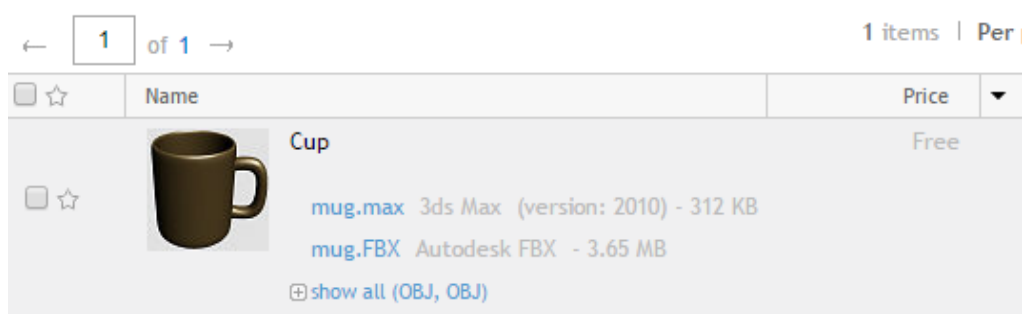 ← 1 of 1 →
1 items | Per
Name Price
Cup Free
mug.max 3ds Max (version: 2010) - 312 KB
mug.FBX Autodesk FBX - 3.65 MB
show all (OBJ, OBJ)